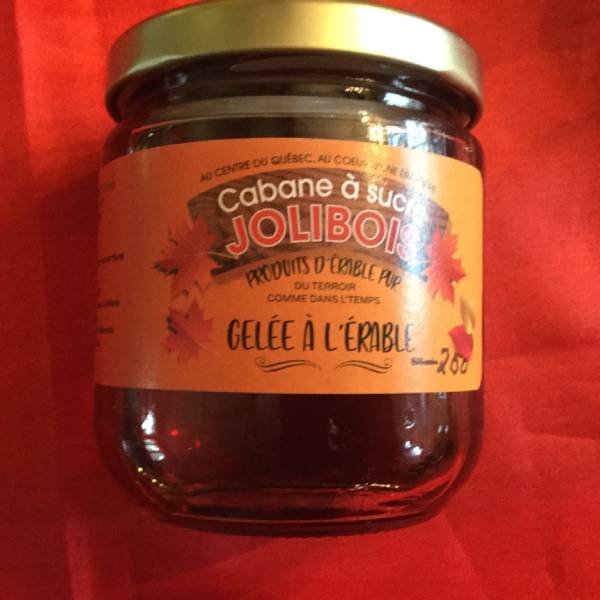 AU CENTRE DU QUÉBEC, AU COEUR
Cabane à sucre
JOLIBOIS
PRODUITS D'ÉRABLE PUR
DU TERROIR
COMME DANS L'TEMPS
GELÉE À L'ÉRABLE
260